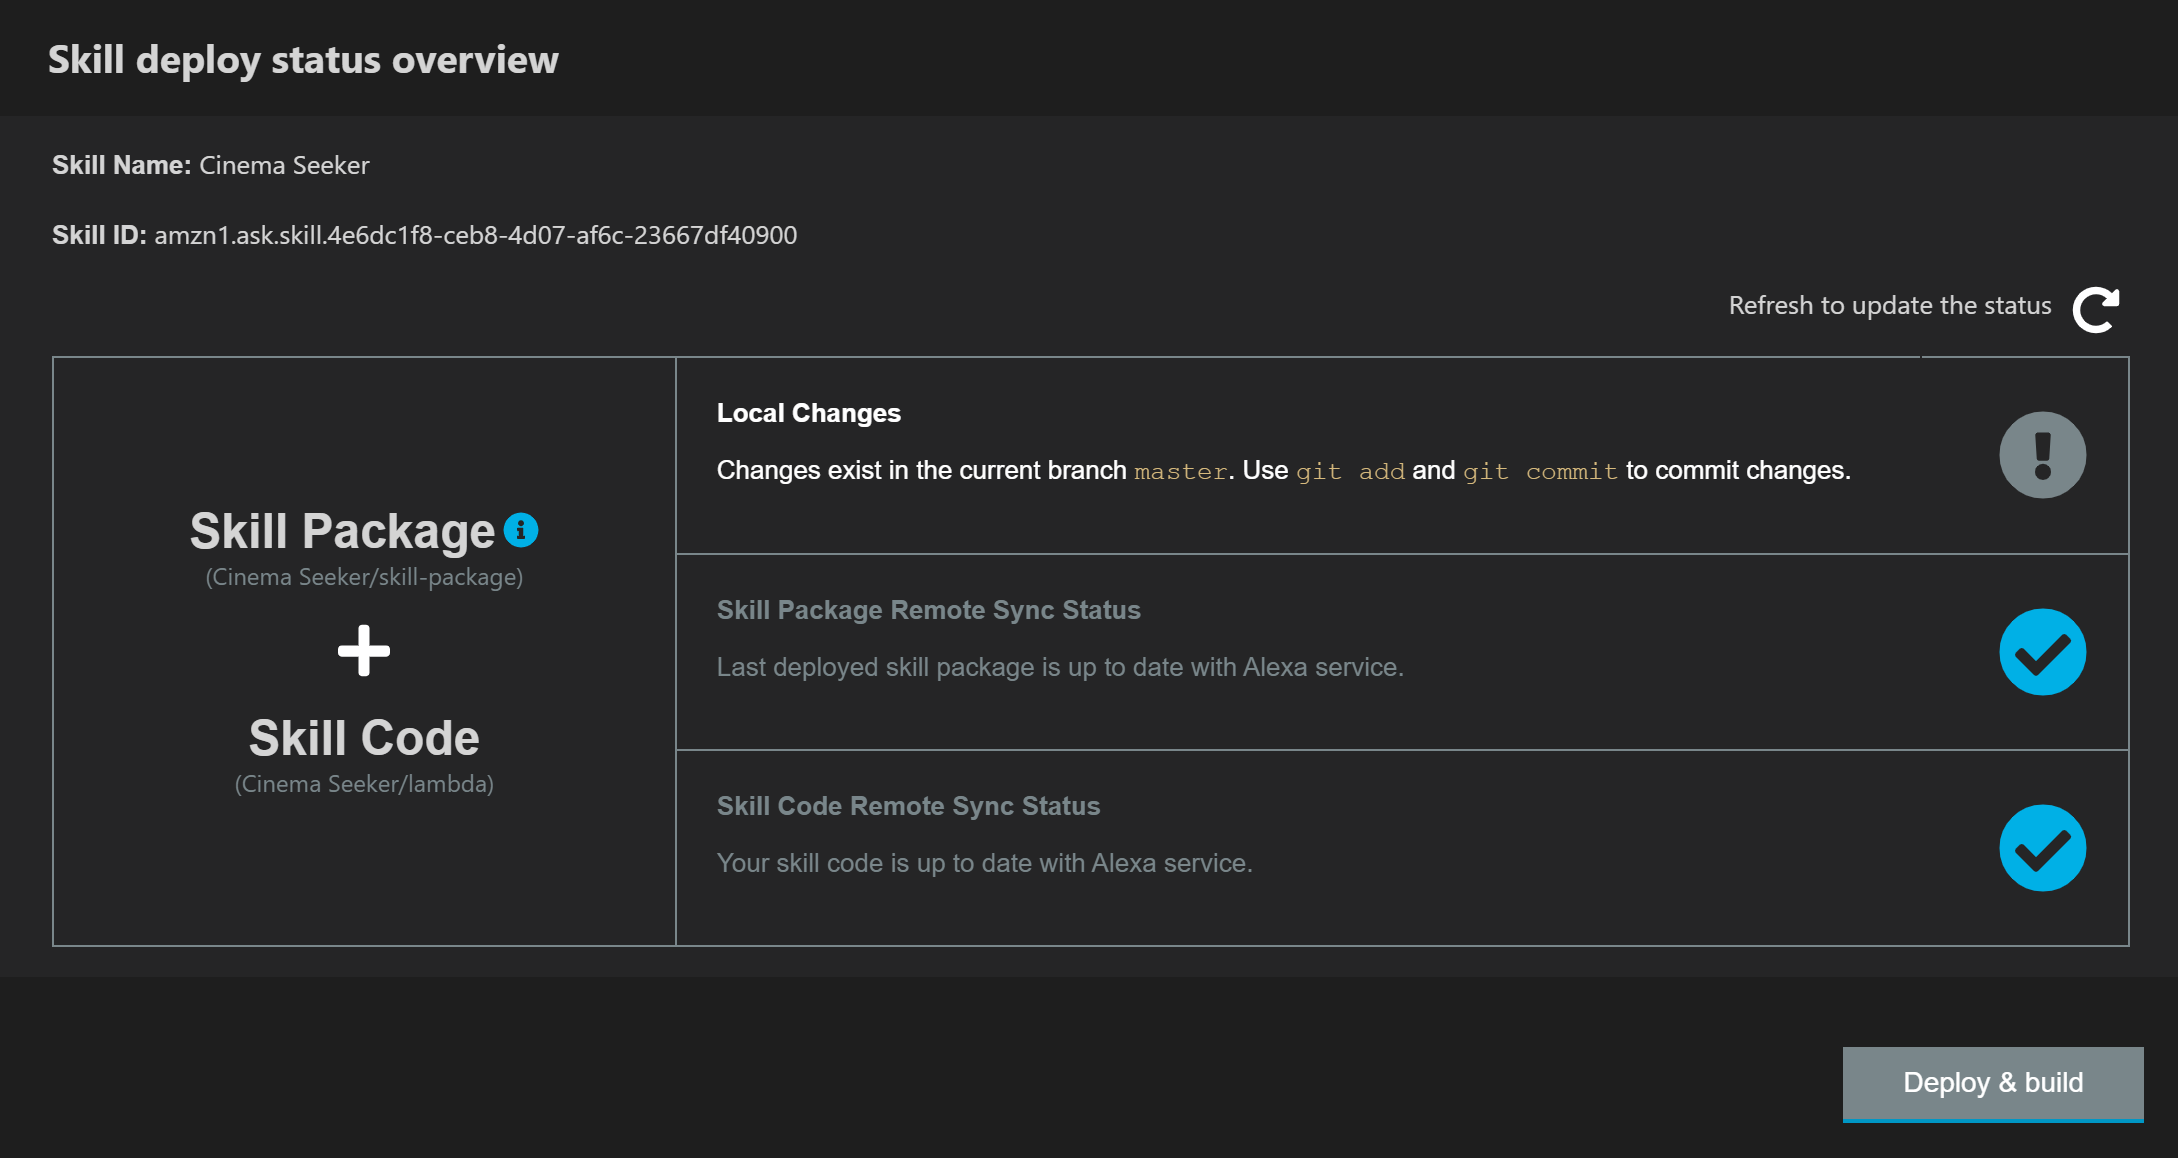 Skill deploy status overview
Skill Name: Cinema Seeker
Skill ID: amzn1.ask.skill.4e6dc1f8-ceb8-4d07-af6c-23667df40900
Refresh to update the status
Skill Package
(Cinema Seeker/skill-package)
Skill Code
(Cinema Seeker/lambda)
Local Changes
Changes exist in the current branch master. Use git add and git commit to commit changes.
Skill Package Remote Sync Status
Last deployed skill package is up to date with Alexa service.
Skill Code Remote Sync Status
Your skill code is up to date with Alexa service.
Deploy & build